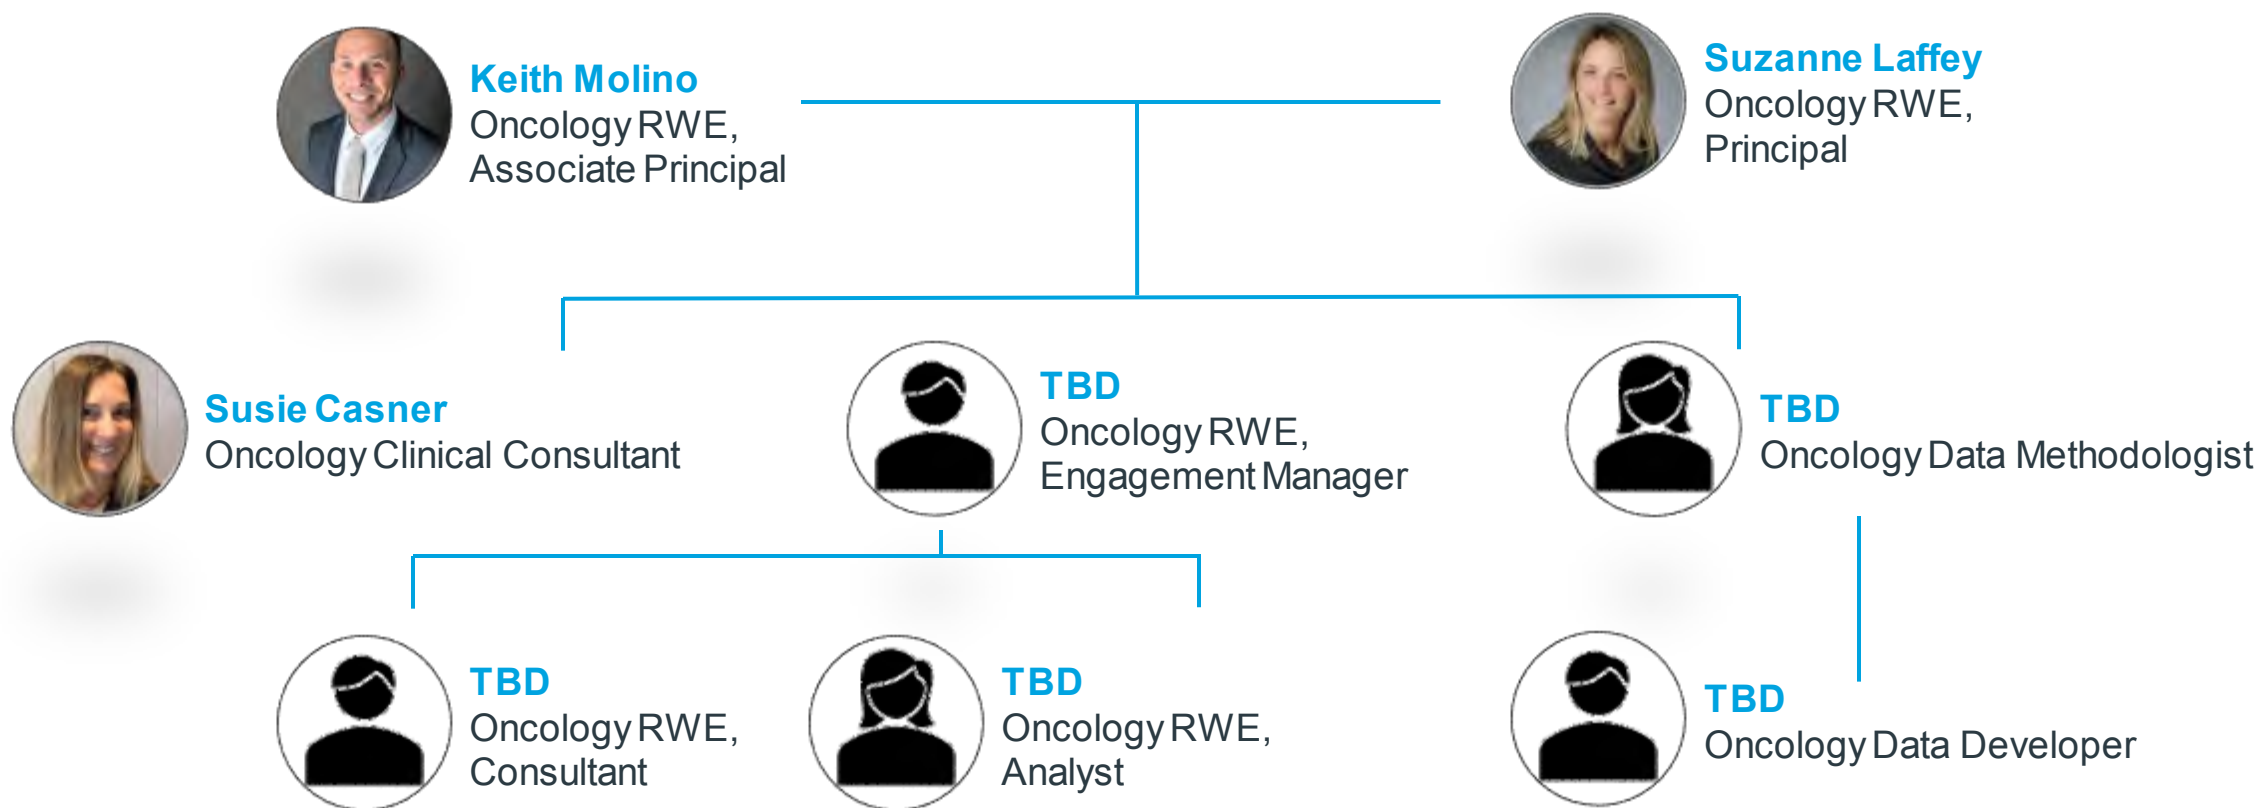 Keith Molino
Oncology RWE,
Associate Principal
Suzanne Laffey
Oncology RWE,
Principal
Susie Casner
Oncology Clinical Consultant
TBD
Oncology RWE,
Engagement Manager
TBD
Oncology Data Methodologist
TBD
Oncology RWE,
Consultant
TBD
Oncology RWE,
Analyst
TBD
Oncology Data Developer